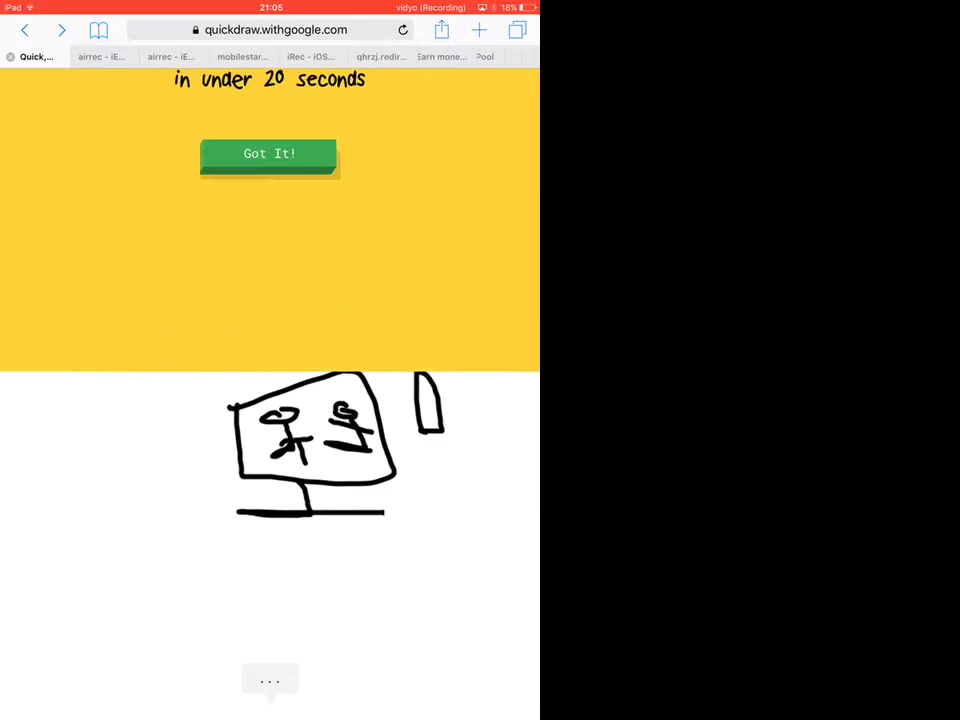 iPad 21:05 vidyo (Recording) 18%
quickdraw.withgoogle.com
Quick,... airrec - iE... airrec - iE... mobilestar... iRec - iOS... qhrzj.redir... Earn mone... Pool
in under 20 seconds
Got It!
...